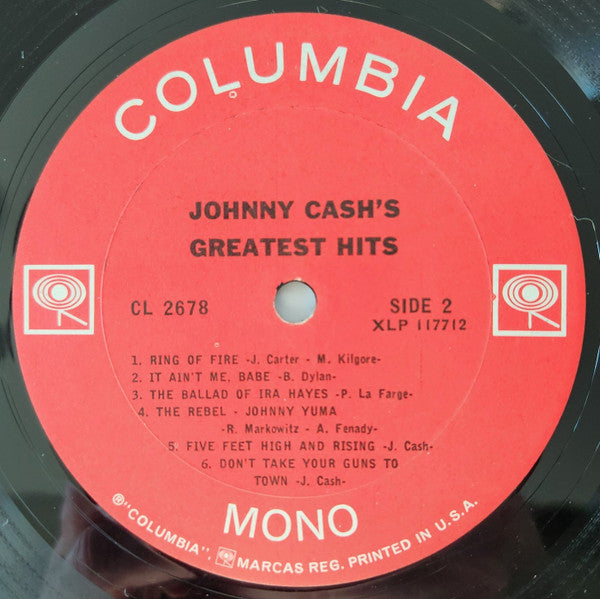 COLUMBIA
JOHNNY CASH'S
GREATEST HITS
CL 2678
SIDE 2
XLP 117712
1. RING OF FIRE -J. Carter - M. Kilgore-
2. IT AIN'T ME, BABE -B. Dylan-
3. THE BALLAD OF IRA HAYES -P. La Farge-
4. THE REBEL - JOHNNY YUMA
-R. Markowitz - A. Fenady-
5. FIVE FEET HIGH AND RISING -J. Cash-
6. DON'T TAKE YOUR GUNS TO
TOWN -J. Cash-
MONO
®"COLUMBIA", MARCAS REG. PRINTED IN U.S.A.